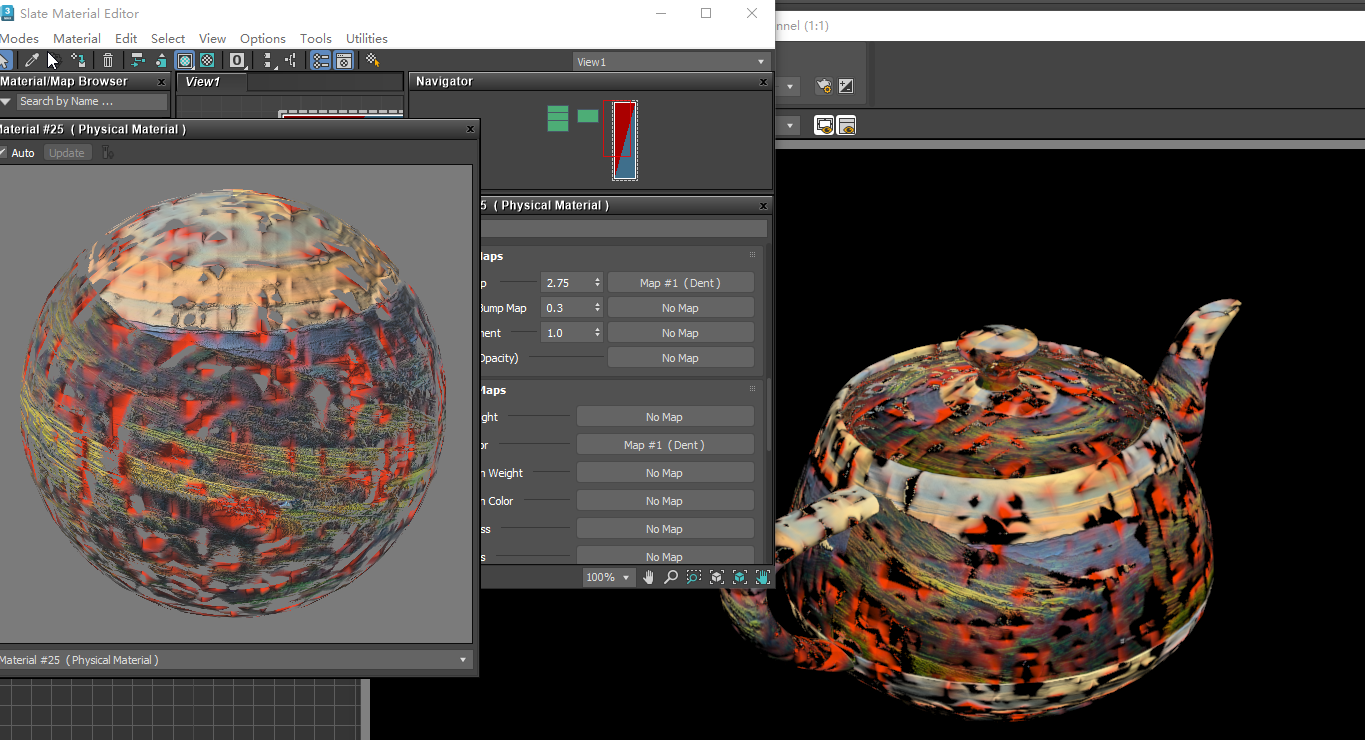 Slate Material Editor
Modes Material Edit Select View Options Tools Utilities
nnel (1:1)
View1
Material/Map Browser
View1
Navigator
Search by Name ...
Material #25 ( Physical Material )
Auto
Update
5 ( Physical Material )
Maps
p 2.75 Map #1 ( Dent )
Bump Map 0.3 No Map
ment 1.0 No Map
Opacity) No Map
Maps
ght No Map
or Map #1 ( Dent )
n Weight No Map
n Color No Map
ss No Map
s No Map
100%
Material #25 ( Physical Material )